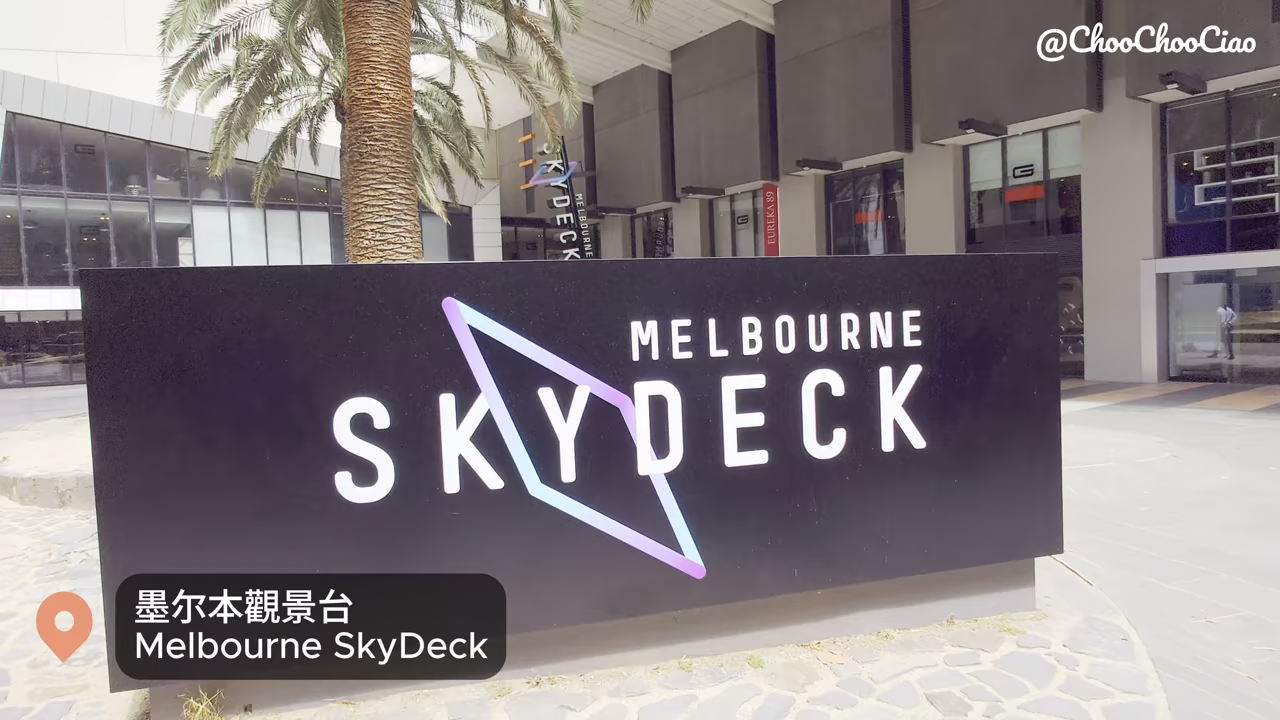 @ChooChooCiao
SKYDECK
MELBOURNE
EUREKA 89
G
G
MELBOURNE
SKYDECK
墨尔本觀景台
Melbourne SkyDeck